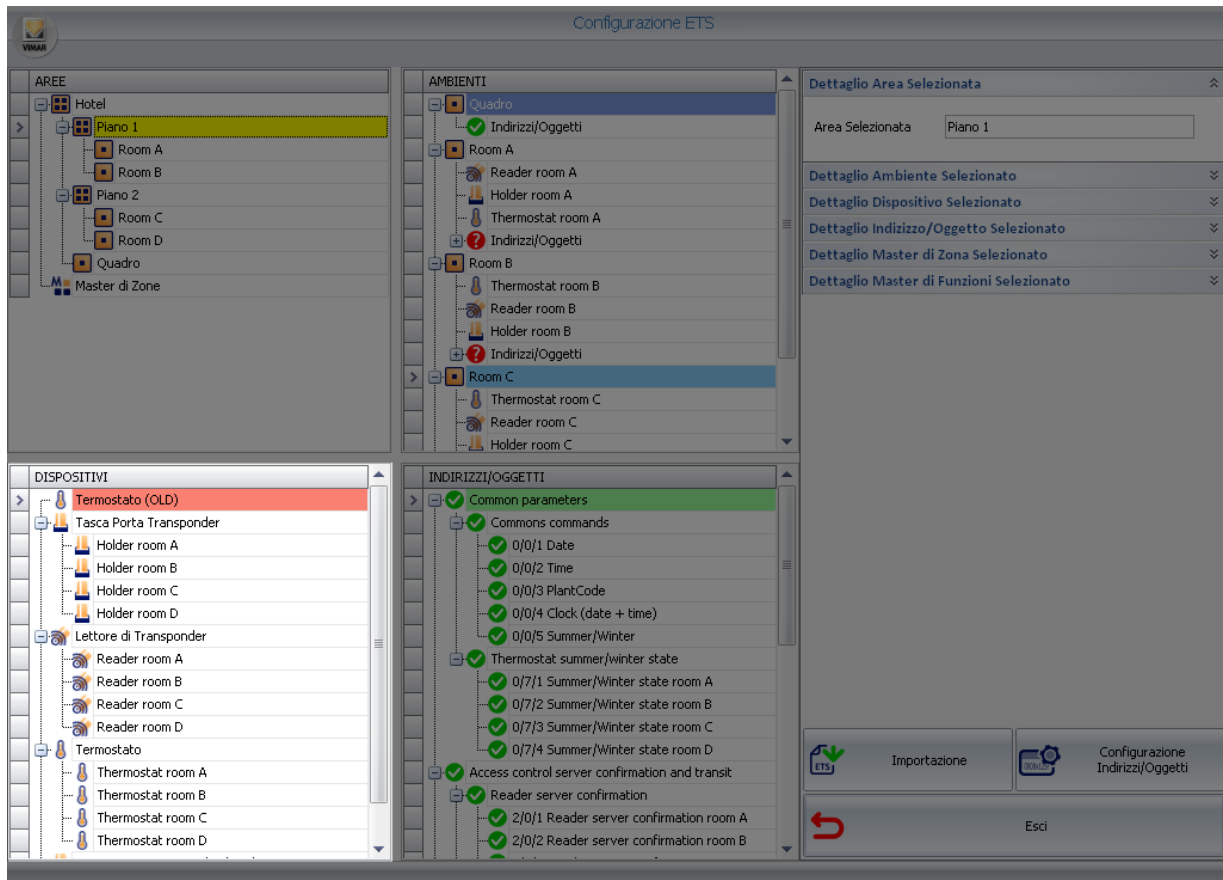 Configurazione ETS
VIMAR
AREE
Hotel
Piano 1
Room A
Room B
Piano 2
Room C
Room D
Quadro
Master di Zone
AMBIENTI
Quadro
Indirizzi/Oggetti
Room A
Reader room A
Holder room A
Thermostat room A
Indirizzi/Oggetti
Room B
Thermostat room B
Reader room B
Holder room B
Indirizzi/Oggetti
Room C
Thermostat room C
Reader room C
Holder room C
Dettaglio Area Selezionata
Area Selezionata Piano 1
Dettaglio Ambiente Selezionato
Dettaglio Dispositivo Selezionato
Dettaglio Indizizzo/Oggetto Selezionato
Dettaglio Master di Zona Selezionato
Dettaglio Master di Funzioni Selezionato
DISPOSITIVI
Termostato (OLD)
Tasca Porta Transponder
Holder room A
Holder room B
Holder room C
Holder room D
Lettore di Transponder
Reader room A
Reader room B
Reader room C
Reader room D
Termostato
Thermostat room A
Thermostat room B
Thermostat room C
Thermostat room D
INDIRIZZI/OGGETTI
Common parameters
Commons commands
0/0/1 Date
0/0/2 Time
0/0/3 PlantCode
0/0/4 Clock (date + time)
0/0/5 Summer/Winter
Thermostat summer/winter state
0/7/1 Summer/Winter state room A
0/7/2 Summer/Winter state room B
0/7/3 Summer/Winter state room C
0/7/4 Summer/Winter state room D
Access control server confirmation and transit
Reader server confirmation
2/0/1 Reader server confirmation room A
2/0/2 Reader server confirmation room B
ETS
Importazione
Configurazione
Indirizzi/Oggetti
Esci